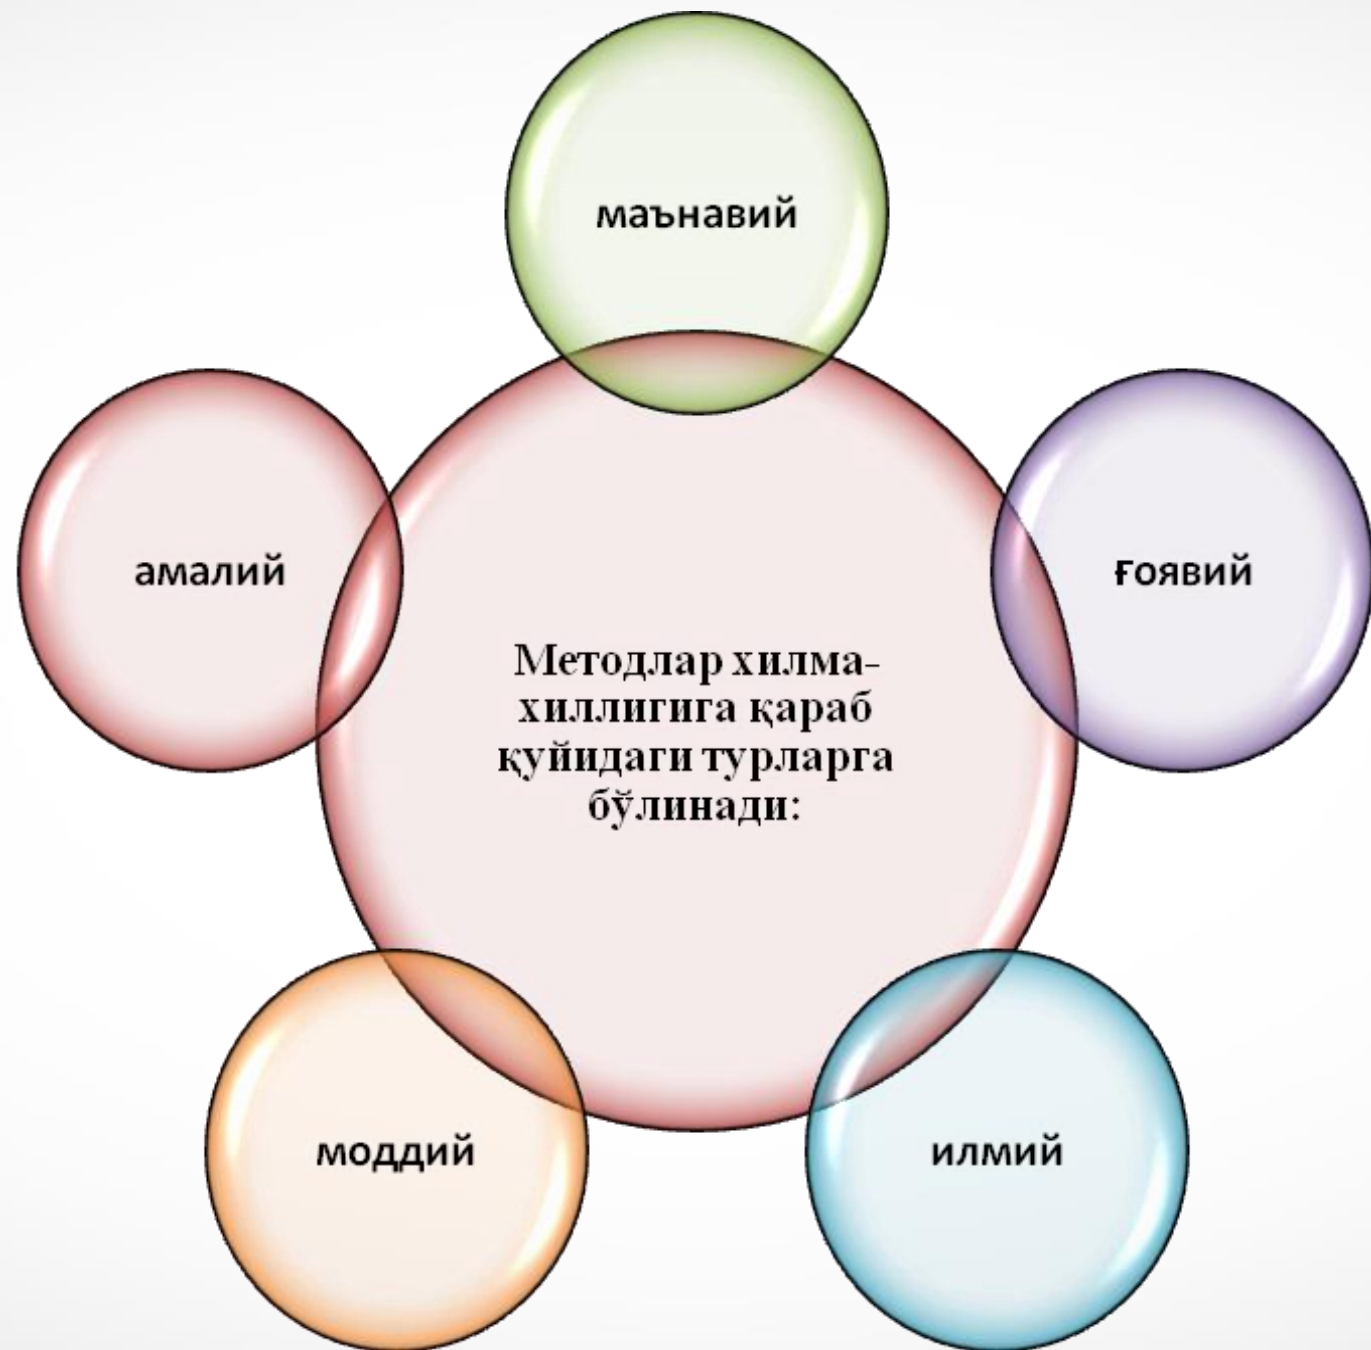 маънавий
амалий
ғоявий
Методлар хилма-
хиллигига қараб
қуйидаги турларга
бўлинади:
моддий
илмий